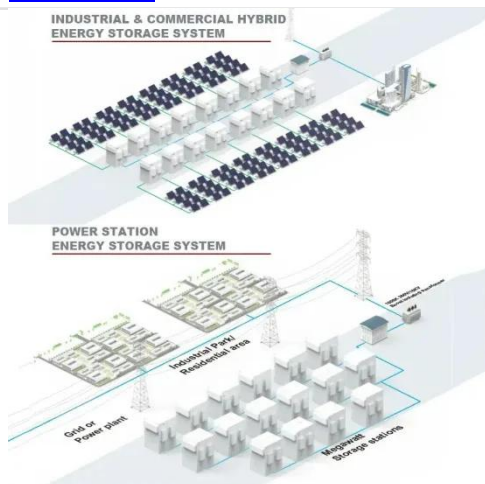 INDUSTRIAL & COMMERCIAL HYBRID
ENERGY STORAGE SYSTEM
POWER STATION
ENERGY STORAGE SYSTEM
Industrial Park/
Residential area
Grid or
Power plant
Megawatt
Storage stations